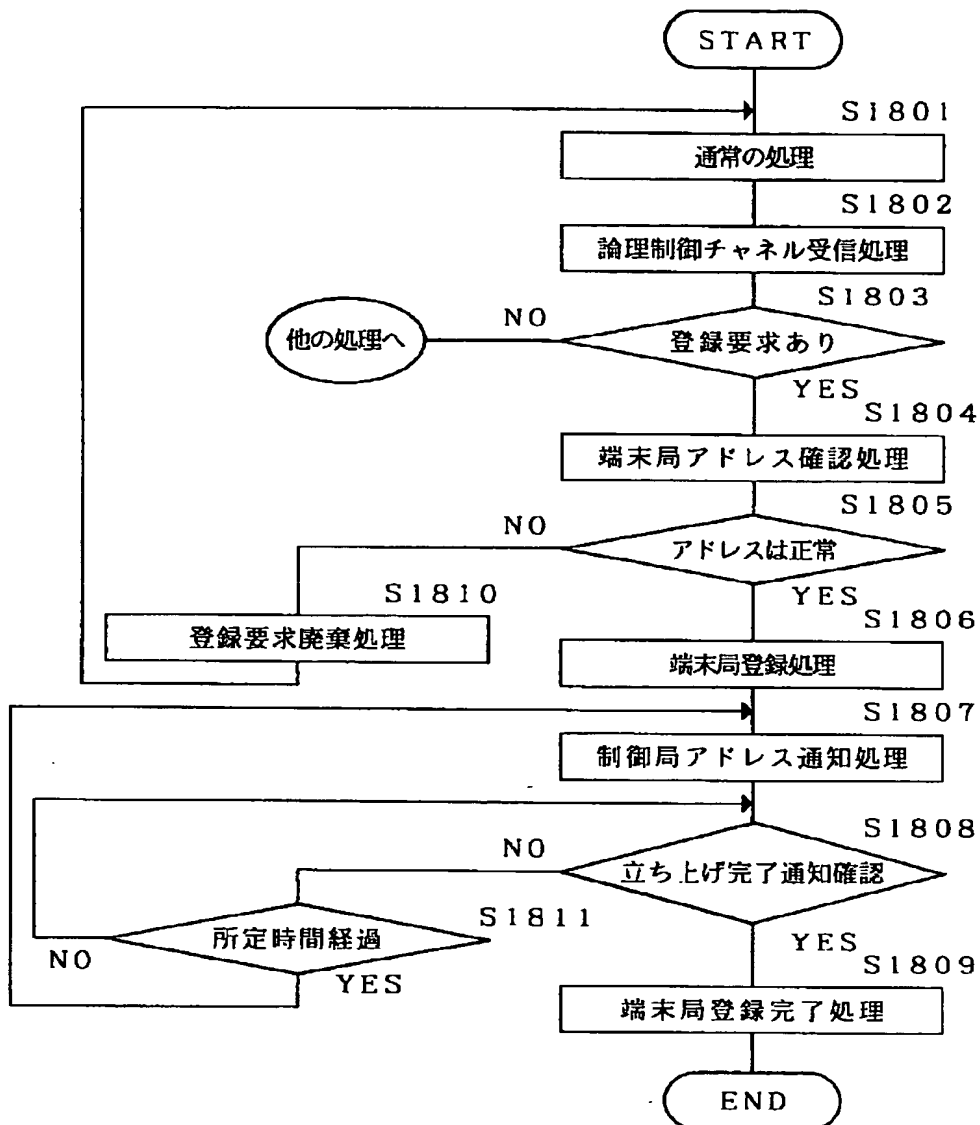 START
S1801
通常の処理
S1802
論理制御チャネル受信処理
S1803
NO
他の処理へ
登録要求あり
YES
S1804
端末局アドレス確認処理
S1805
NO
アドレスは正常
YES
S1810
登録要求廃棄処理
S1806
端末局登録処理
S1807
制御局アドレス通知処理
S1808
NO
立ち上げ完了通知確認
S1811
所定時間経過
NO
YES
YES
S1809
端末局登録完了処理
END